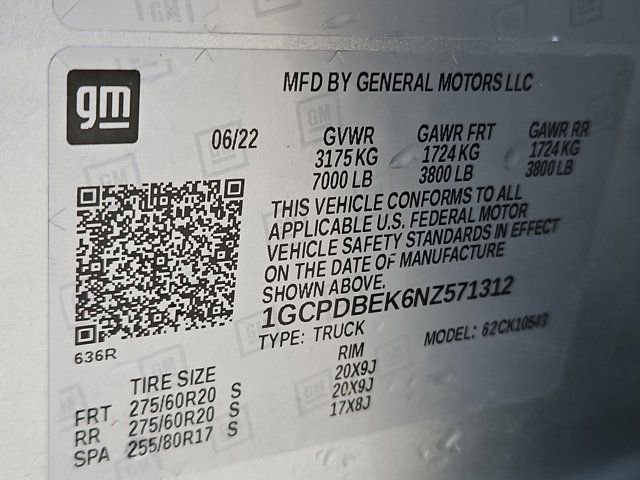 gm
MFD BY GENERAL MOTORS LLC
06/22 GVWR GAWR FRT GAWR RR
3175 KG 1724 KG 1724 KG
7000 LB 3800 LB 3800 LB
THIS VEHICLE CONFORMS TO ALL
APPLICABLE U.S. FEDERAL MOTOR
VEHICLE SAFETY STANDARDS IN EFFECT
ON THE DATE OF MANUFACTURE
SHOWN ABOVE.
1GCPDBEK6NZ571312
TYPE: TRUCK MODEL: 62CK10543
636R
TIRE SIZE RIM
FRT 275/60R20 S 20X9J
RR 275/60R20 S 20X9J
SPA 255/80R17 S 17X8J